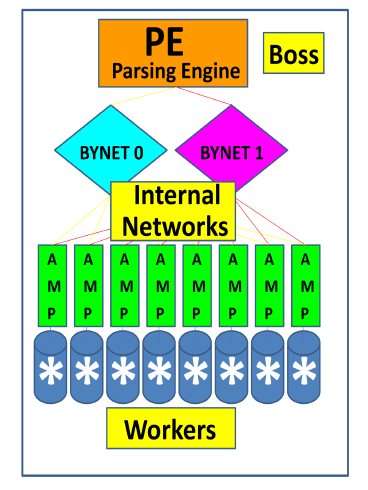 PE
Parsing Engine
Boss
BYNET 0
BYNET 1
Internal
Networks
A A A A A A A A
M M M M M M M M
P P P P P P P P
* * * * * * * *
Workers